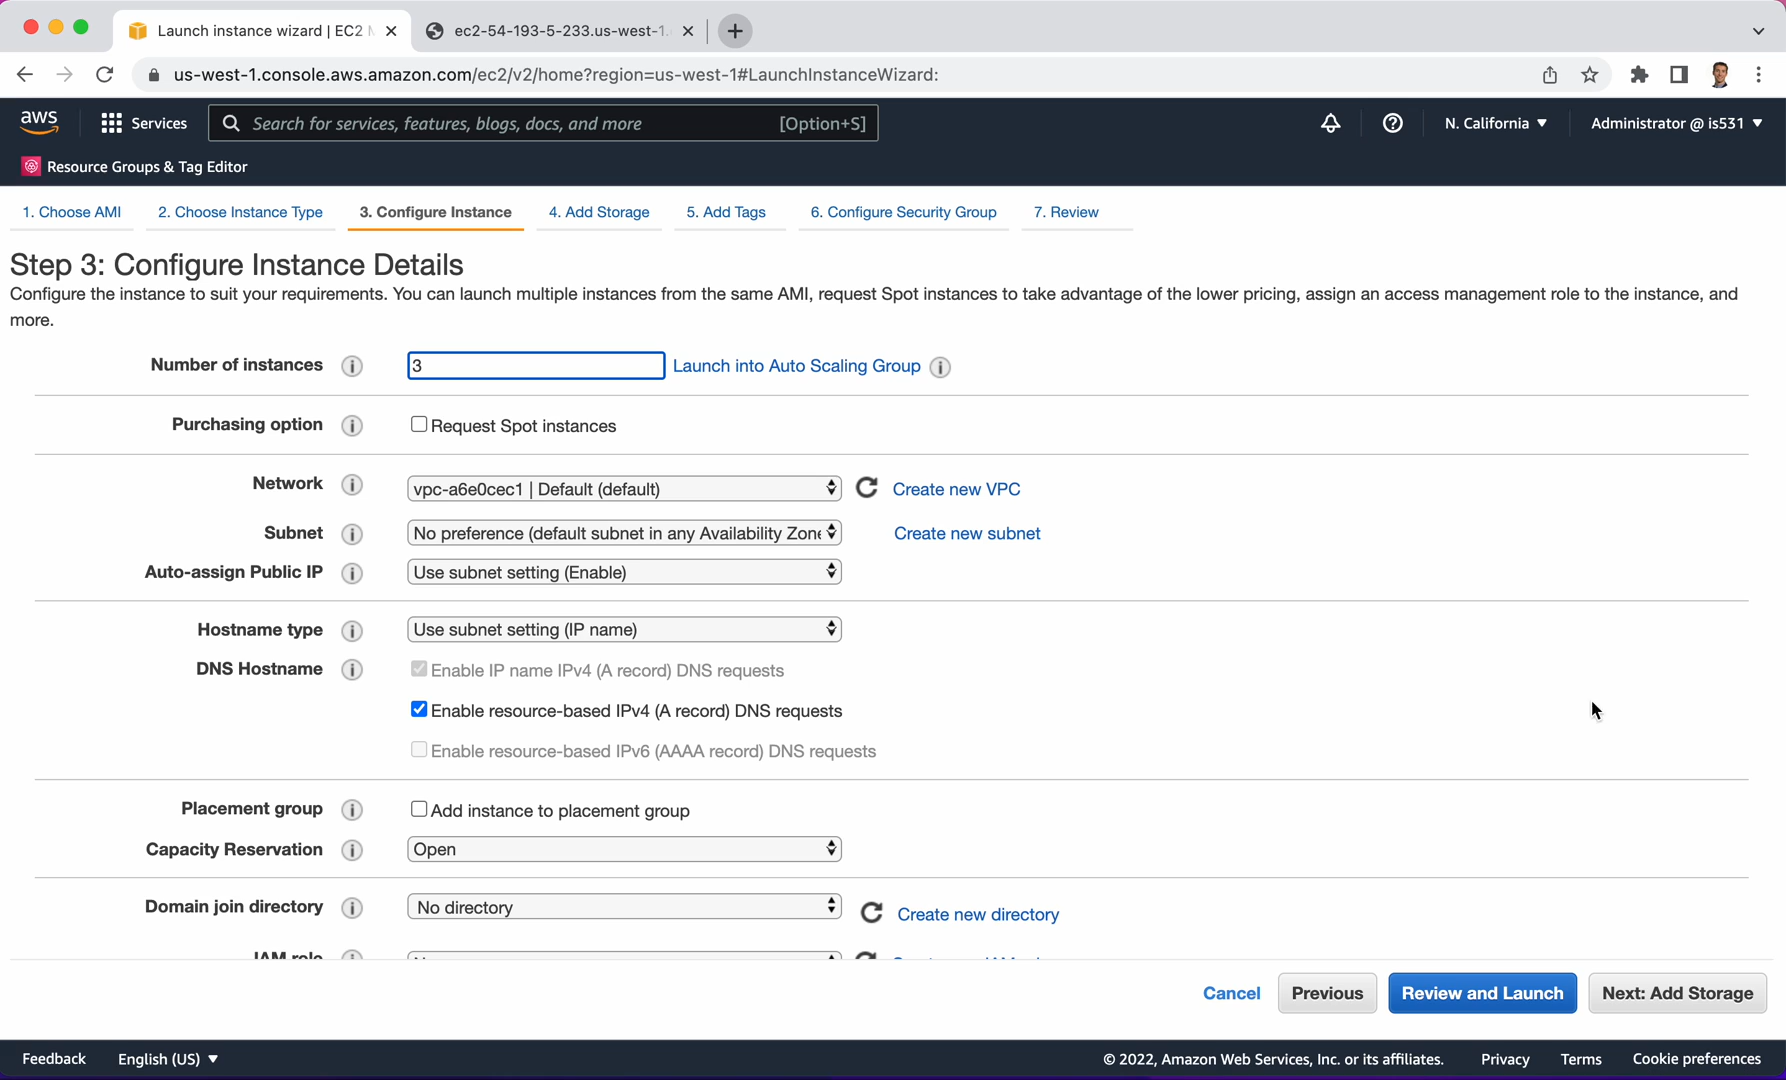 Launch instance wizard | EC2 M
ec2-54-193-5-233.us-west-1.
us-west-1.console.aws.amazon.com/ec2/v2/home?region=us-west-1#LaunchInstanceWizard:
aws
Services
Search for services, features, blogs, docs, and more
[Option+S]
N. California
Administrator @ is531
Resource Groups & Tag Editor
1. Choose AMI
2. Choose Instance Type
3. Configure Instance
4. Add Storage
5. Add Tags
6. Configure Security Group
7. Review
Step 3: Configure Instance Details
Configure the instance to suit your requirements. You can launch multiple instances from the same AMI, request Spot instances to take advantage of the lower pricing, assign an access management role to the instance, and
more.
Number of instances
3
Launch into Auto Scaling Group
Purchasing option
Request Spot instances
Network
vpc-a6e0cec1 | Default (default)
Create new VPC
Subnet
No preference (default subnet in any Availability Zone
Create new subnet
Auto-assign Public IP
Use subnet setting (Enable)
Hostname type
Use subnet setting (IP name)
DNS Hostname
Enable IP name IPv4 (A record) DNS requests
Enable resource-based IPv4 (A record) DNS requests
Enable resource-based IPv6 (AAAA record) DNS requests
Placement group
Add instance to placement group
Capacity Reservation
Open
Domain join directory
No directory
Create new directory
IAM role
Cancel
Previous
Review and Launch
Next: Add Storage
Feedback
English (US)
© 2022, Amazon Web Services, Inc. or its affiliates.
Privacy
Terms
Cookie preferences